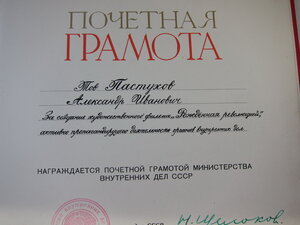 ПОЧЕТНАЯ
ГРАМОТА
Тов Пастухов
Александр Иванович
За создание художественного фильма „Рожденная революцией",
активно пропагандирующего деятельность органов внутренних дел.
НАГРАЖДАЕТСЯ ПОЧЕТНОЙ ГРАМОТОЙ МИНИСТЕРСТВА
ВНУТРЕННИХ ДЕЛ СССР
СССР
Н. Щелоков.